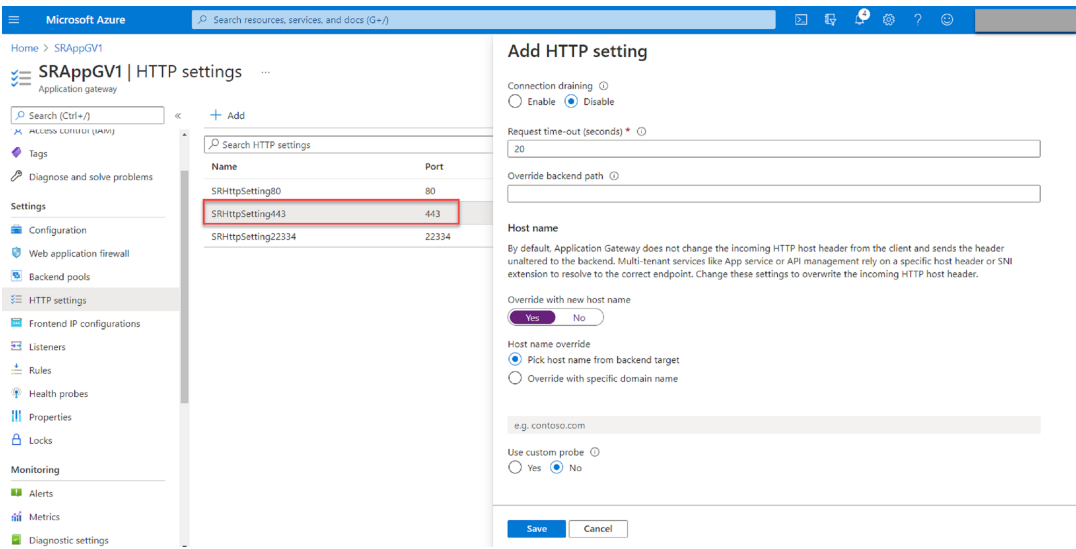 Microsoft Azure
Search resources, services, and docs (G+/)
4
Home > SRAppGV1
SRAppGV1 | HTTP settings ...
Application gateway
Search (Ctrl+/)
«
Access control (IAM)
Tags
Diagnose and solve problems
Settings
Configuration
Web application firewall
Backend pools
HTTP settings
Frontend IP configurations
Listeners
Rules
Health probes
Properties
Locks
Monitoring
Alerts
Metrics
Diagnostic settings
+ Add
Search HTTP settings
Name Port
SRHttpSetting80 80
SRHttpSetting443 443
SRHttpSetting22334 22334
Add HTTP setting
Connection draining
Enable Disable
Request time-out (seconds) *
20
Override backend path
Host name
By default, Application Gateway does not change the incoming HTTP host header from the client and sends the header
unaltered to the backend. Multi-tenant services like App service or API management rely on a specific host header or SNI
extension to resolve to the correct endpoint. Change these settings to overwrite the incoming HTTP host header.
Override with new host name
Yes No
Host name override
Pick host name from backend target
Override with specific domain name
e.g. contoso.com
Use custom probe
Yes No
Save Cancel